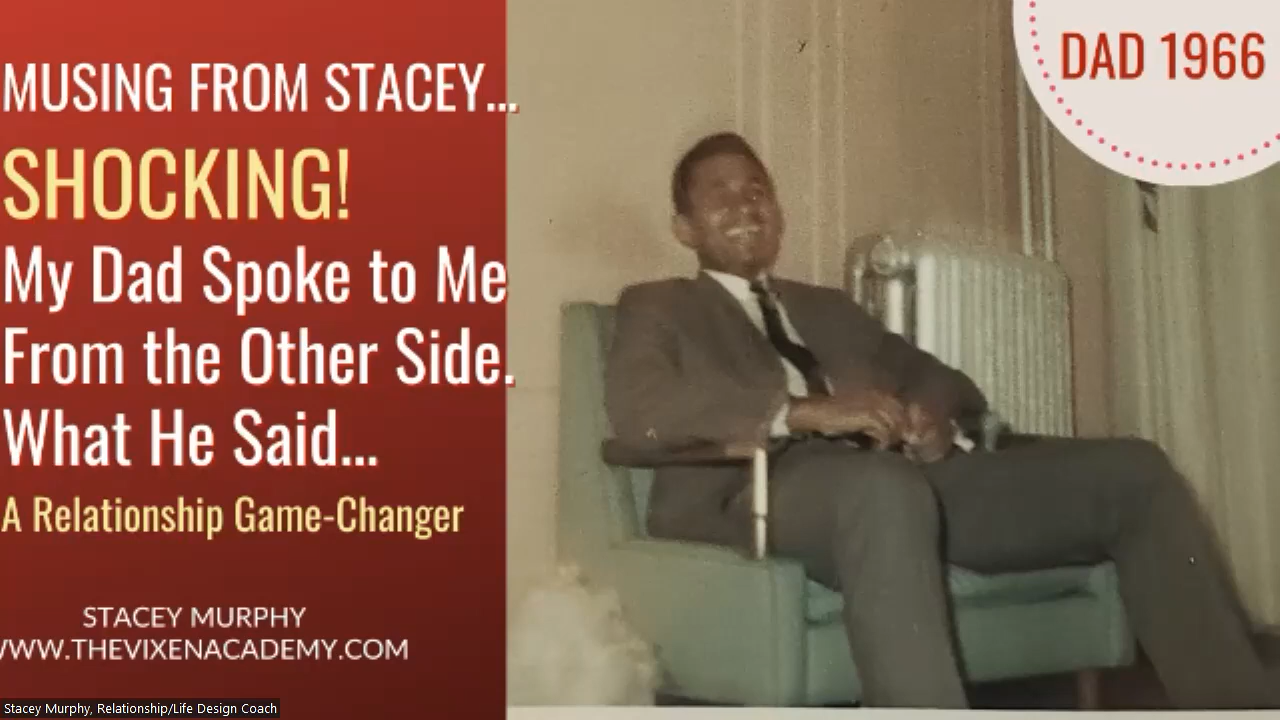 MUSING FROM STACEY...
SHOCKING!
My Dad Spoke to Me
From the Other Side.
What He Said...
A Relationship Game-Changer
STACEY MURPHY
WWW.THEVIXENACADEMY.COM
Stacey Murphy, Relationship/Life Design Coach
DAD 1966